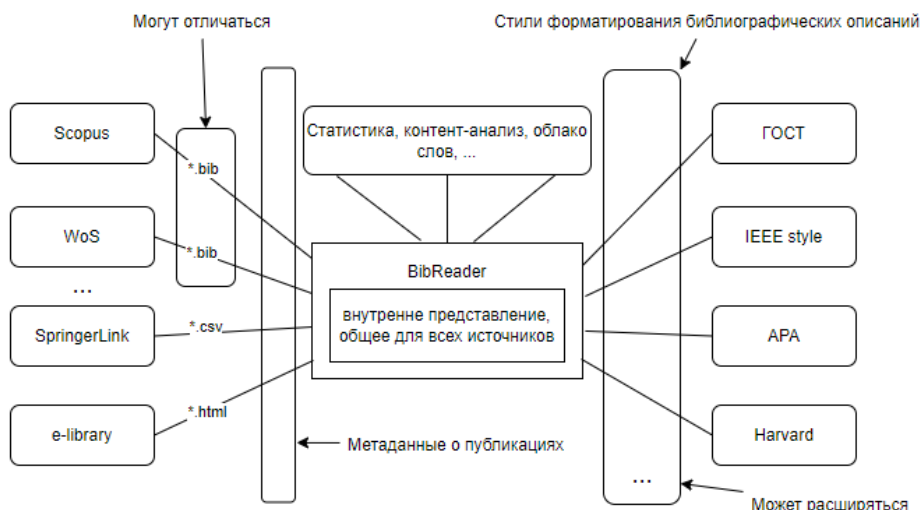 Могут отличаться
Стили форматирования библиографических описаний
Scopus
*.bib
Статистика, контент-анализ, облако
слов, ...
ГОСТ
WoS
*.bib
IEEE style
...
BibReader
внутренне представление,
общее для всех источников
SpringerLink
*.csv
APA
e-library
*.html
Метаданные о публикациях
Harvard
...
Может расширяться